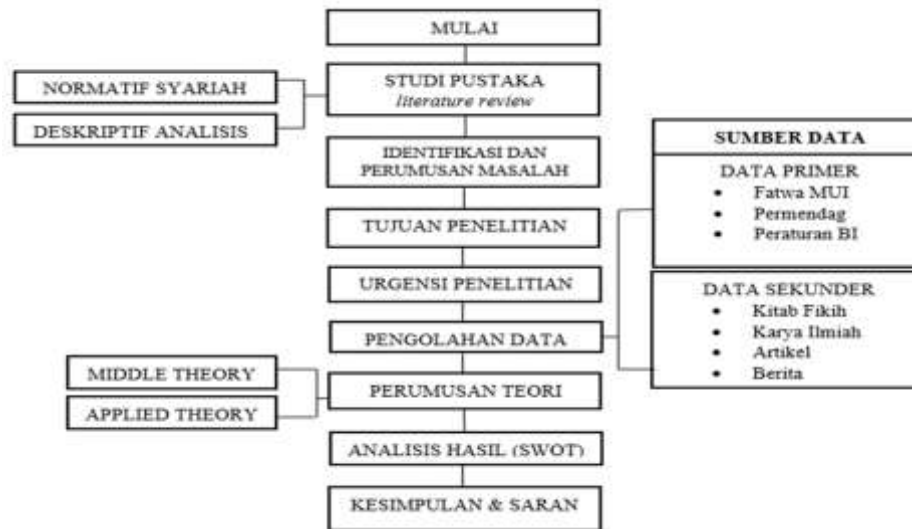 MULAI
NORMATIF SYARIAH
DESKRIPTIF ANALISIS
STUDI PUSTAKA
literature review
IDENTIFIKASI DAN
PERUMUSAN MASALAH
TUJUAN PENELITIAN
URGENSI PENELITIAN
PENGOLAHAN DATA
SUMBER DATA
DATA PRIMER
• Fatwa MUI
• Permendag
• Peraturan BI
DATA SEKUNDER
• Kitab Fikih
• Karya Ilmiah
• Artikel
• Berita
MIDDLE THEORY
APPLIED THEORY
PERUMUSAN TEORI
ANALISIS HASIL (SWOT)
KESIMPULAN & SARAN